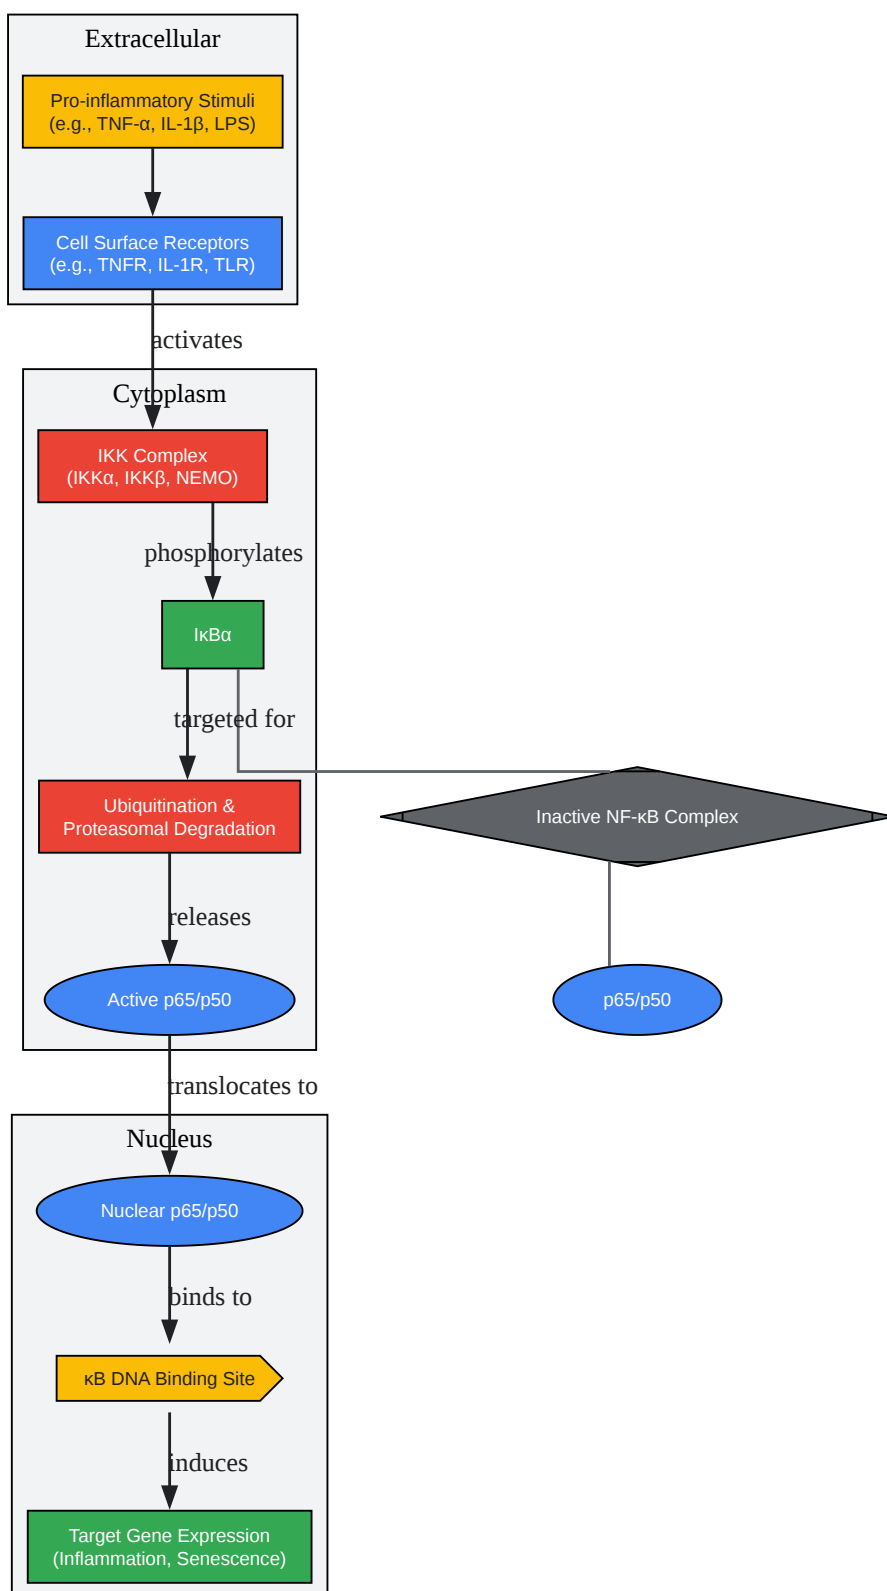 Extracellular
Pro-inflammatory Stimuli
(e.g., TNF-α, IL-1β, LPS)
Cell Surface Receptors
(e.g., TNFR, IL-1R, TLR)
activates
Cytoplasm
IKK Complex
(IKKα, IKKβ, NEMO)
phosphorylates
IκBα
targeted for
Ubiquitination &
Proteasomal Degradation
Inactive NF-κB Complex
releases
Active p65/p50
p65/p50
translocates to
Nucleus
Nuclear p65/p50
binds to
κB DNA Binding Site
induces
Target Gene Expression
(Inflammation, Senescence)